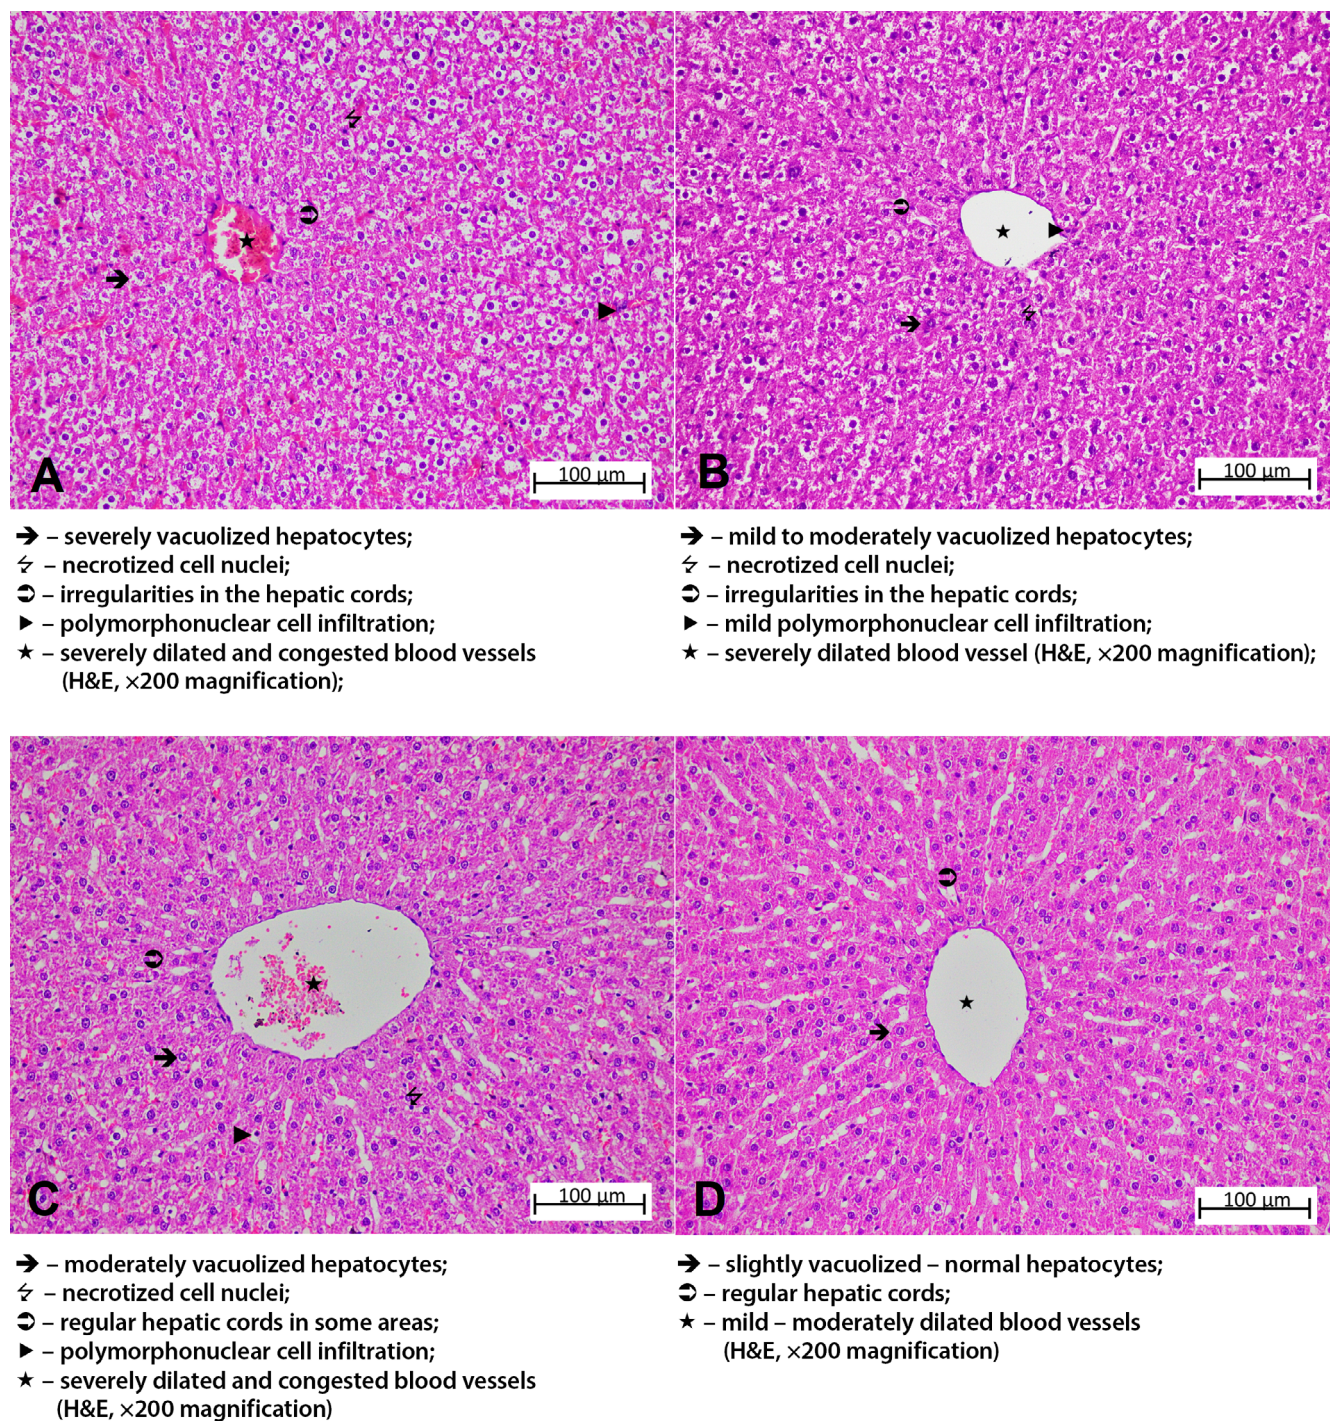 A
100 µm
B
100 µm
➔ – severely vacuolized hepatocytes;
– necrotized cell nuclei;
➲ – irregularities in the hepatic cords;
▶ – polymorphonuclear cell infiltration;
★ – severely dilated and congested blood vessels
(H&E, ×200 magnification);
➔ – mild to moderately vacuolized hepatocytes;
– necrotized cell nuclei;
➲ – irregularities in the hepatic cords;
▶ – mild polymorphonuclear cell infiltration;
★ – severely dilated blood vessel (H&E, ×200 magnification);
C
100 µm
D
100 µm
➔ – moderately vacuolized hepatocytes;
– necrotized cell nuclei;
➲ – regular hepatic cords in some areas;
▶ – polymorphonuclear cell infiltration;
★ – severely dilated and congested blood vessels
(H&E, ×200 magnification)
➔ – slightly vacuolized – normal hepatocytes;
➲ – regular hepatic cords;
★ – mild – moderately dilated blood vessels
(H&E, ×200 magnification)